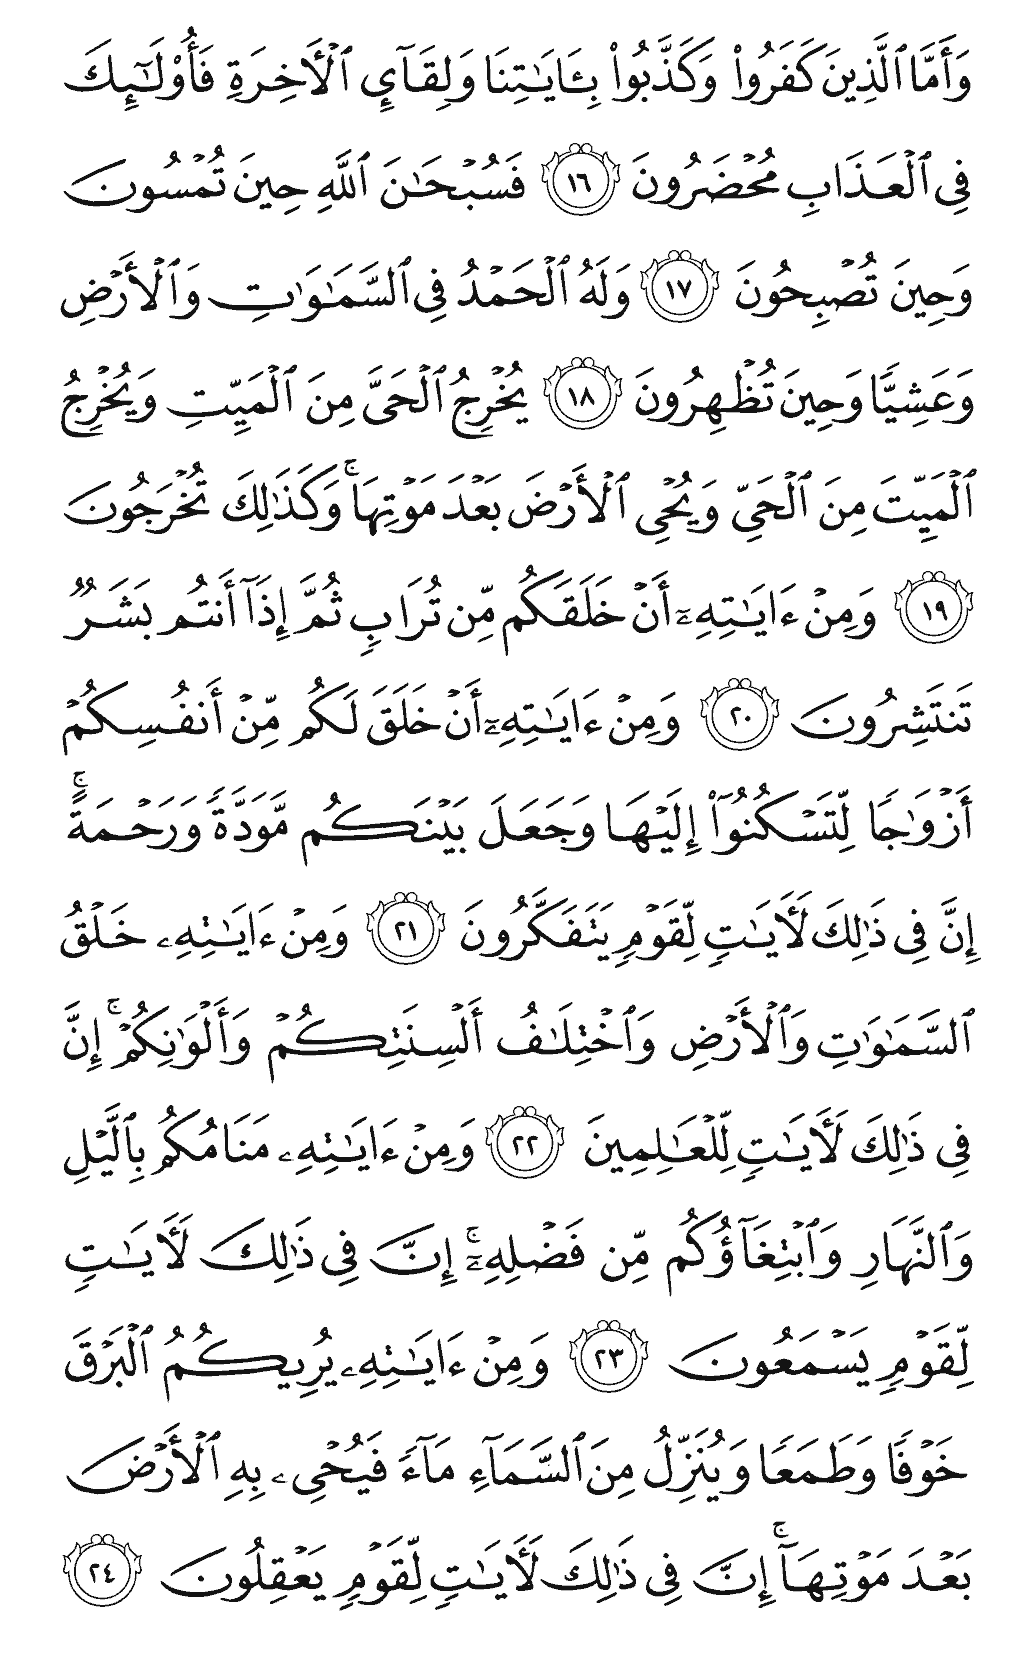 وَأَمَّا ٱلَّذِينَ كَفَرُوا۟ وَكَذَّبُوا۟ بِـَٔايَـٰتِنَا وَلِقَآئِ ٱلْـَٔاخِرَةِ فَأُو۟لَـٰٓئِكَ
فِى ٱلْعَذَابِ مُحْضَرُونَ ١٦ فَسُبْحَـٰنَ ٱللَّهِ حِينَ تُمْسُونَ
وَحِينَ تُصْبِحُونَ ١٧ وَلَهُ ٱلْحَمْدُ فِى ٱلسَّمَـٰوَٰتِ وَٱلْأَرْضِ
وَعَشِيًّا وَحِينَ تُظْهِرُونَ ١٨ يُخْرِجُ ٱلْحَىَّ مِنَ ٱلْمَيِّتِ وَيُخْرِجُ
ٱلْمَيِّتَ مِنَ ٱلْحَىِّ وَيُحْىِ ٱلْأَرْضَ بَعْدَ مَوْتِهَا ۚ وَكَذَٰلِكَ تُخْرَجُونَ
١٩ وَمِنْ ءَايَـٰتِهِۦٓ أَنْ خَلَقَكُم مِّن تُرَابٍ ثُمَّ إِذَآ أَنتُم بَشَرٌ
تَنتَشِرُونَ ٢٠ وَمِنْ ءَايَـٰتِهِۦٓ أَنْ خَلَقَ لَكُم مِّنْ أَنفُسِكُمْ
أَزْوَٰجًا لِّتَسْكُنُوٓا۟ إِلَيْهَا وَجَعَلَ بَيْنَكُم مَّوَدَّةً وَرَحْمَةً ۚ
إِنَّ فِى ذَٰلِكَ لَـَٔايَـٰتٍ لِّقَوْمٍ يَتَفَكَّرُونَ ٢١ وَمِنْ ءَايَـٰتِهِۦ خَلْقُ
ٱلسَّمَـٰوَٰتِ وَٱلْأَرْضِ وَٱخْتِلَـٰفُ أَلْسِنَتِكُمْ وَأَلْوَٰنِكُمْ ۚ إِنَّ
فِى ذَٰلِكَ لَـَٔايَـٰتٍ لِّلْعَـٰلِمِينَ ٢٢ وَمِنْ ءَايَـٰتِهِۦ مَنَامُكُم بِٱلَّيْلِ
وَٱلنَّهَارِ وَٱبْتِغَآؤُكُم مِّن فَضْلِهِۦٓ ۚ إِنَّ فِى ذَٰلِكَ لَـَٔايَـٰتٍ
لِّقَوْمٍ يَسْمَعُونَ ٢٣ وَمِنْ ءَايَـٰتِهِۦ يُرِيكُمُ ٱلْبَرْقَ
خَوْفًا وَطَمَعًا وَيُنَزِّلُ مِنَ ٱلسَّمَآءِ مَآءً فَيُحْىِۦ بِهِ ٱلْأَرْضَ
بَعْدَ مَوْتِهَآ ۚ إِنَّ فِى ذَٰلِكَ لَـَٔايَـٰتٍ لِّقَوْمٍ يَعْقِلُونَ ٢٤